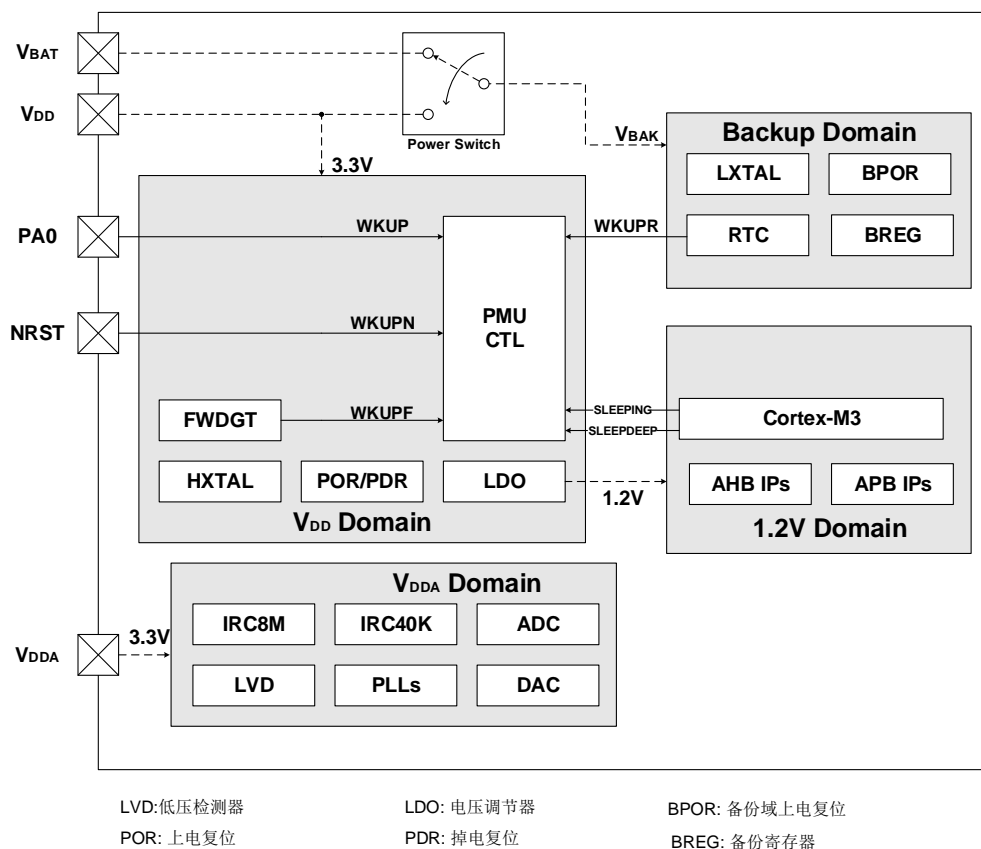 VBAT
VDD
Power Switch
3.3V
VBAK
Backup Domain
LXTAL
BPOR
RTC
BREG
PA0
WKUP
WKUPR
PMU
CTL
NRST
WKUPN
FWDGT
WKUPF
SLEEPING
SLEEPDEEP
Cortex-M3
HXTAL
POR/PDR
LDO
1.2V
AHB IPs
APB IPs
VDD Domain
1.2V Domain
VDDA Domain
VDDA
3.3V
IRC8M
IRC40K
ADC
LVD
PLLs
DAC
LVD:低压检测器
LDO: 电压调节器
BPOR: 备份域上电复位
POR: 上电复位
PDR: 掉电复位
BREG: 备份寄存器